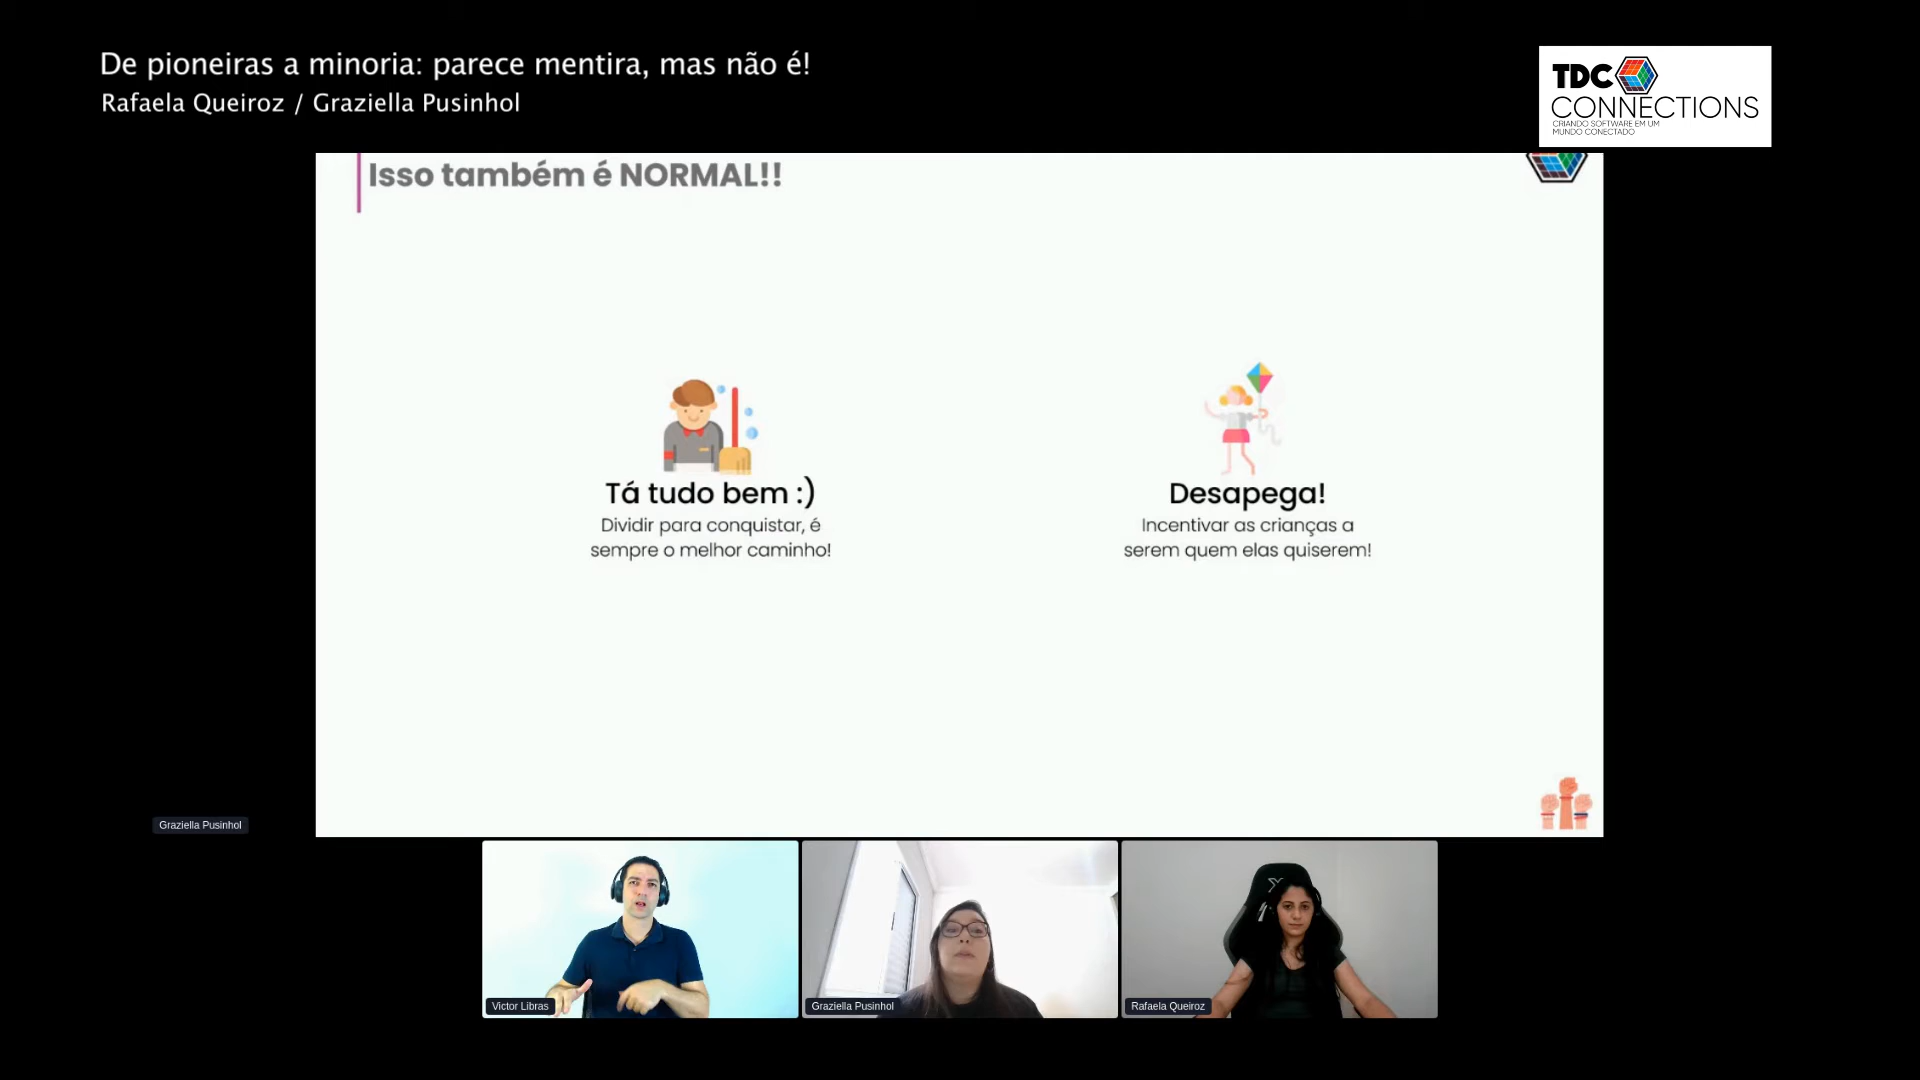 De pioneiras a minoria: parece mentira, mas não é!
Rafaela Queiroz / Graziella Pusinhol
TDC
CONNECTIONS
CRIANDO SOFTWARE EM UM
MUNDO CONECTADO
Isso também é NORMAL!!
Tá tudo bem :)
Dividir para conquistar, é
sempre o melhor caminho!
Desapega!
Incentivar as crianças a
serem quem elas quiserem!
Graziella Pusinhol
Victor Libras
Graziella Pusinhol
Rafaela Queiroz